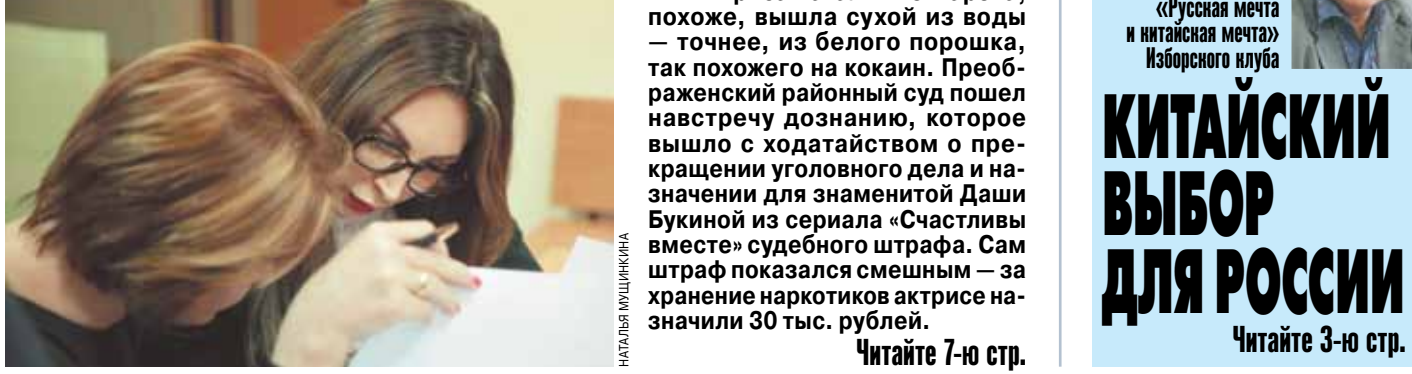 похоже, вышла сухой из воды
— точнее, из белого порошка,
так похожего на кокаин. Преоб-
раженский районный суд пошел
навстречу дознанию, которое
вышло с ходатайством о пре-
кращении уголовного дела и на-
значении для знаменитой Даши
Букиной из сериала «Счастливы
вместе» судебного штрафа. Сам
штраф показался смешным — за
хранение наркотиков актрисе на-
значили 30 тыс. рублей.
Читайте 7-ю стр.
НАТАЛЬЯ МУЩИНКИНА
«Русская мечта
и китайская мечта»
Изборского клуба
КИТАЙСКИЙ
ВЫБОР
ДЛЯ РОССИИ
Читайте 3-ю стр.